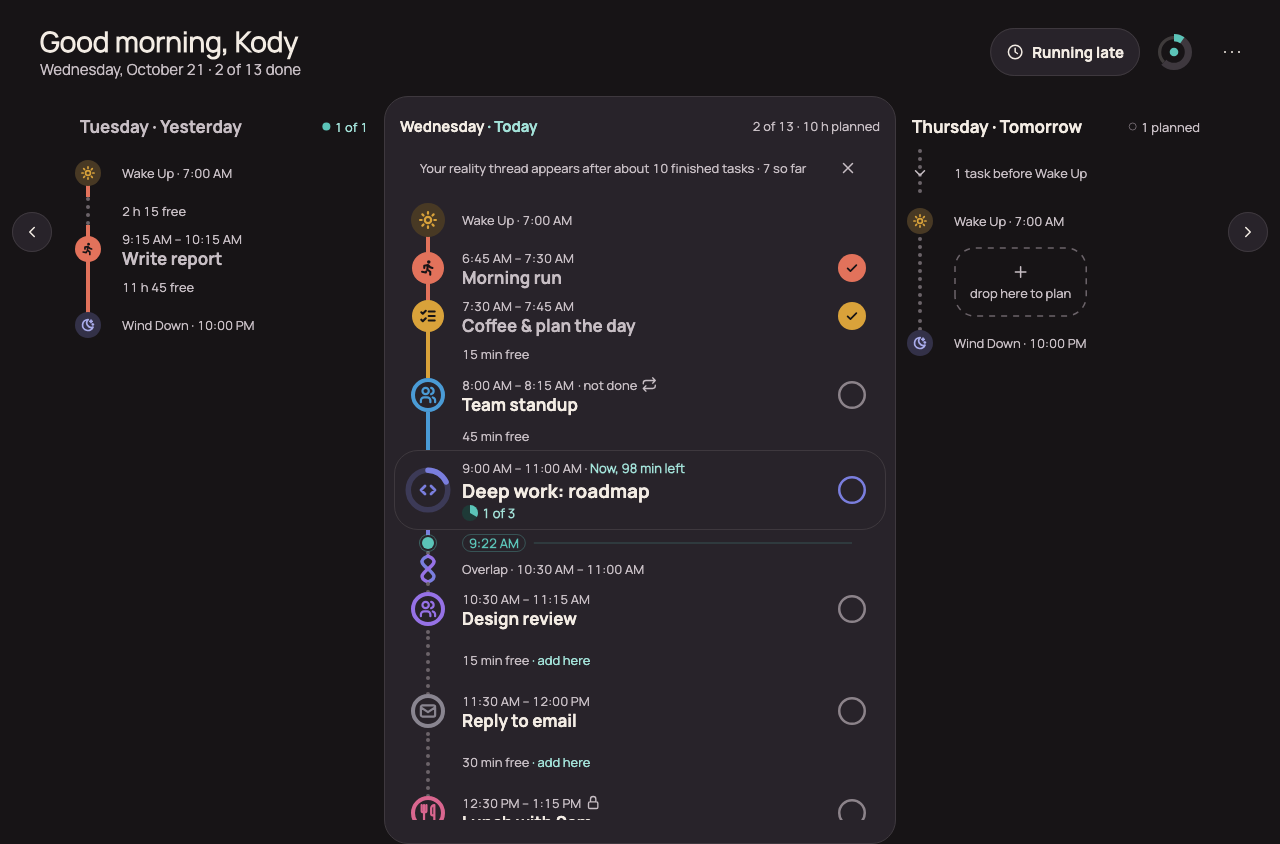 Good morning, Kody
Wednesday, October 21 · 2 of 13 done
Running late
Tuesday · Yesterday
1 of 1
Wake Up · 7:00 AM
2 h 15 free
9:15 AM – 10:15 AM
Write report
11 h 45 free
Wind Down · 10:00 PM
Wednesday · Today
2 of 13 · 10 h planned
Your reality thread appears after about 10 finished tasks · 7 so far
Wake Up · 7:00 AM
6:45 AM – 7:30 AM
Morning run
7:30 AM – 7:45 AM
Coffee & plan the day
15 min free
8:00 AM – 8:15 AM · not done
Team standup
45 min free
9:00 AM – 11:00 AM · Now, 98 min left
Deep work: roadmap
1 of 3
9:22 AM
Overlap · 10:30 AM – 11:00 AM
10:30 AM – 11:15 AM
Design review
15 min free · add here
11:30 AM – 12:00 PM
Reply to email
30 min free · add here
12:30 PM – 1:15 PM
Lunch with
Thursday · Tomorrow
1 planned
1 task before Wake Up
Wake Up · 7:00 AM
drop here to plan
Wind Down · 10:00 PM